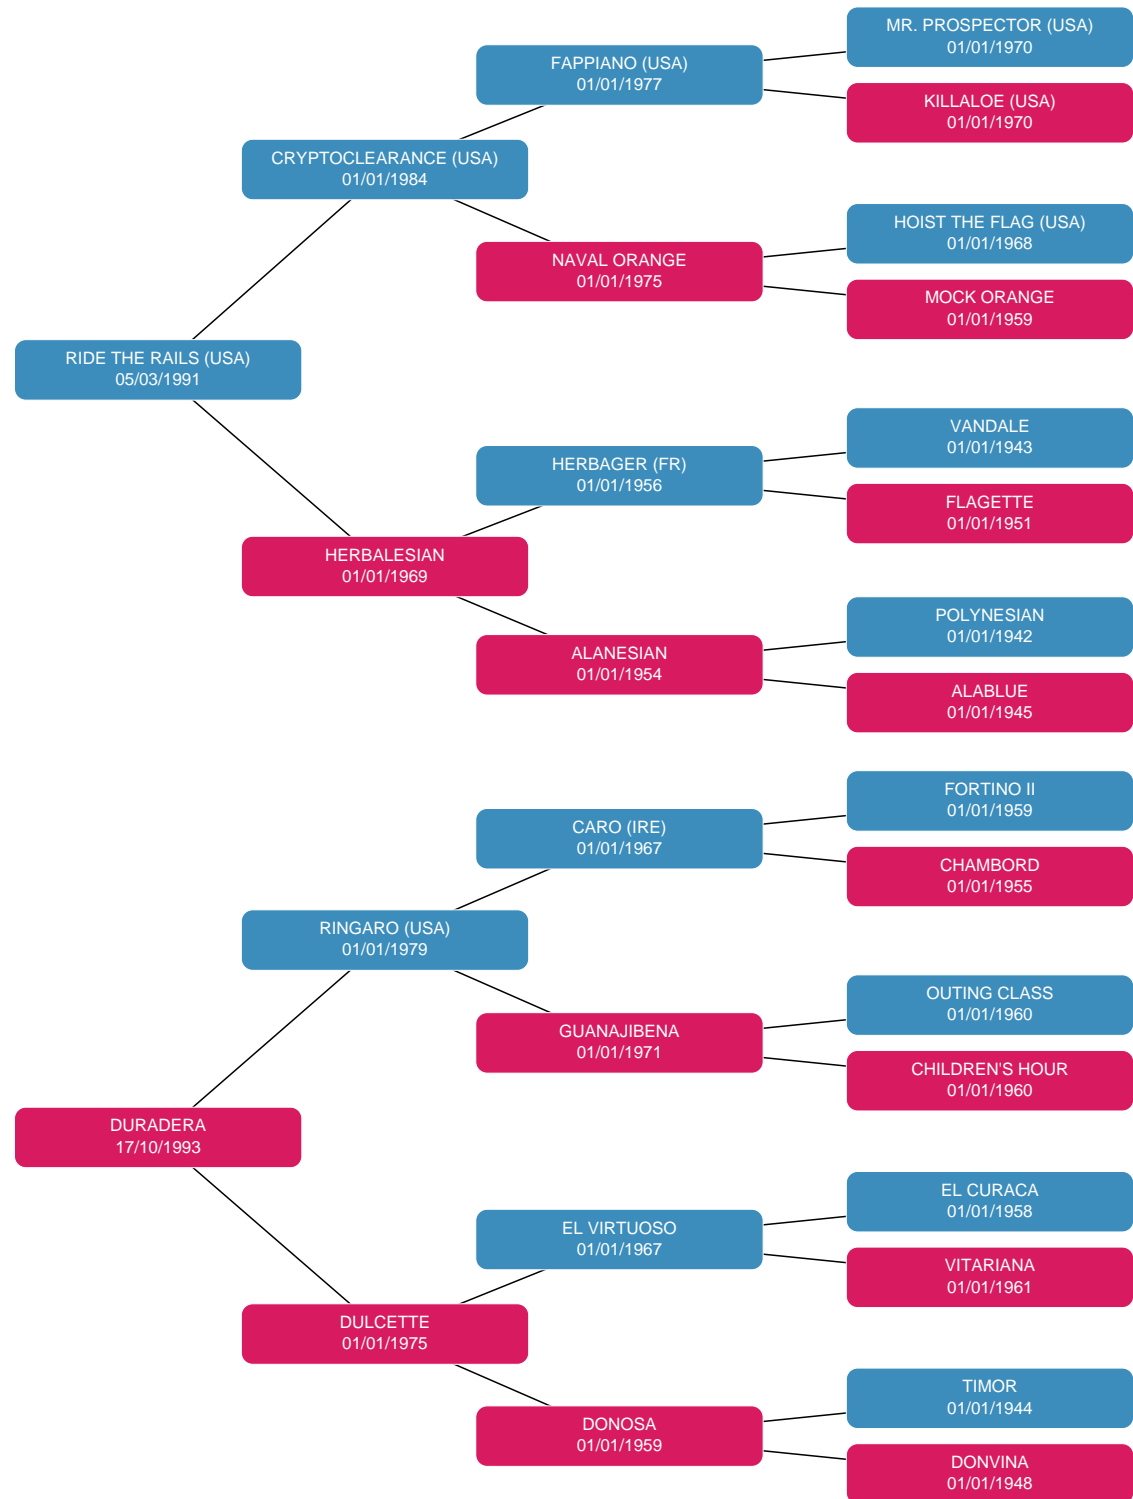 MR. PROSPECTOR (USA)
01/01/1970
FAPPIANO (USA)
01/01/1977
KILLALOE (USA)
01/01/1970
CRYPTOCLEARANCE (USA)
01/01/1984
HOIST THE FLAG (USA)
01/01/1968
NAVAL ORANGE
01/01/1975
MOCK ORANGE
01/01/1959
RIDE THE RAILS (USA)
05/03/1991
VANDALE
01/01/1943
HERBAGER (FR)
01/01/1956
FLAGETTE
01/01/1951
HERBALESIAN
01/01/1969
POLYNESIAN
01/01/1942
ALANESIAN
01/01/1954
ALABLUE
01/01/1945
FORTINO II
01/01/1959
CARO (IRE)
01/01/1967
CHAMBORD
01/01/1955
RINGARO (USA)
01/01/1979
OUTING CLASS
01/01/1960
GUANAJIBENA
01/01/1971
CHILDREN'S HOUR
01/01/1960
DURADERA
17/10/1993
EL CURACA
01/01/1958
EL VIRTUOSO
01/01/1967
VITARIANA
01/01/1961
DULCETTE
01/01/1975
TIMOR
01/01/1944
DONOSA
01/01/1959
DONVINA
01/01/1948